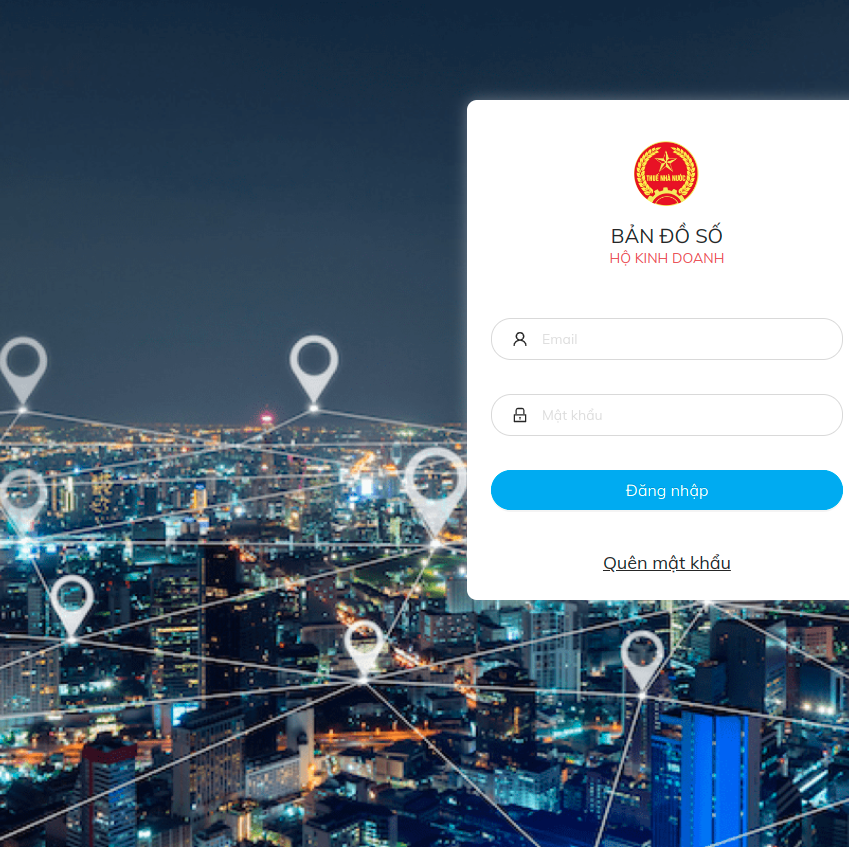 THUẾ NHÀ NƯỚC
BẢN ĐỒ SỐ
HỘ KINH DOANH
Email
Mật khẩu
Đăng nhập
Quên mật khẩu